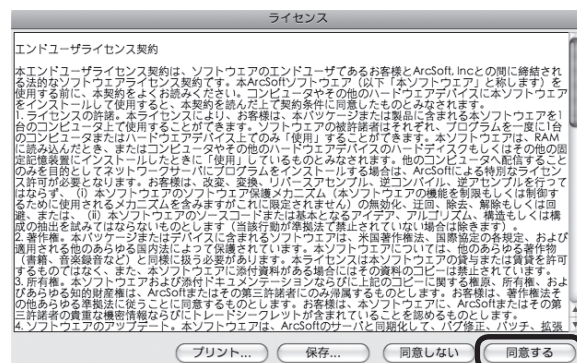 ライセンス
エンドユーザライセンス契約
本エンドユーザライセンス契約は、ソフトウエアのエンドユーザであるお客様とArcSoft, Incとの間に締結され
る法的なソフトウエアライセンス契約です。本ArcSoftソフトウエア（以下「本ソフトウエア」と称します）を
使用する前に、本契約をよくお読みください。コンピュータやその他のハードウエアデバイスに本ソフトウエア
をインストールして使用すると、本契約を読んだ上で契約条件に同意したものとみなされます。
1. ライセンスの許諾。本ライセンスにより、お客様は、本パッケージまたは製品に含まれる本ソフトウエアを1
台のコンピュータ上で使用することができます。ソフトウエアの被許諾者はそれぞれ、プログラムを一度に1台
のコンピュータまたはハードウエアデバイス上でのみ「使用」することができます。本ソフトウエアは、RAM
に読み込んだとき、またはコンピュータやその他のハードウエアデバイスのハードディスクもしくはその他の固
定記憶装置にインストールしたときに「使用」しているものとみなされます。他のコンピュータへ配信すること
のみを目的としてネットワークサーバにプログラムをインストールする場合は、ArcSoftによる特別なライセン
ス許可が必要となります。お客様は、改変、変換、リバースアセンブル、逆コンパイル、逆アセンブルを行って
はならず、(i) 本ソフトウエアのソフトウエア保護メカニズム（本ソフトウエアの機能を制限もしくは制御す
るために使用されるメカニズムを含みますがこれに限定されません）の無効化、迂回、除去、解除もしくは回
避、または、(ii) 本ソフトウエアのソースコードまたは基本となるアイデア、アルゴリズム、構造もしくは構
成の抽出を試みてはならないものとします（当該行動が準拠法で禁止されていない場合は除きます）。
2. 著作権。本パッケージまたはデバイスに含まれるソフトウエアは、米国著作権法、国際協定の各規定、および
適用される他のあらゆる国内法によって保護されています。本ソフトウエアについては、他のあらゆる著作物
（書籍、音楽録音など）と同様に扱う必要があります。本ライセンスは本ソフトウエアの貸与または賃貸を許可
するものではなく、また、本ソフトウエアに添付資料がある場合にはその資料のコピーは禁止されています。
3. 所有権。本ソフトウエアおよび添付ドキュメンテーションならびに上記のコピーに関する権原、所有権、およ
びあらゆる知的財産権は、ArcSoftまたはその第三許諾者にのみ帰属するものとします。お客様は、著作権法そ
の他あらゆる準拠法に従うことに同意するものとします。お客様は、本ソフトウエアに、ArcSoftまたはその第
三許諾者の貴重な機密情報ならびにトレードシークレットが含まれていることを認めるものとします。
4. ソフトウエアのアップデート。本ソフトウエアは、ArcSoftのサーバと同期化して、バグ修正、パッチ、拡張
プリント... 保存... 同意しない 同意する